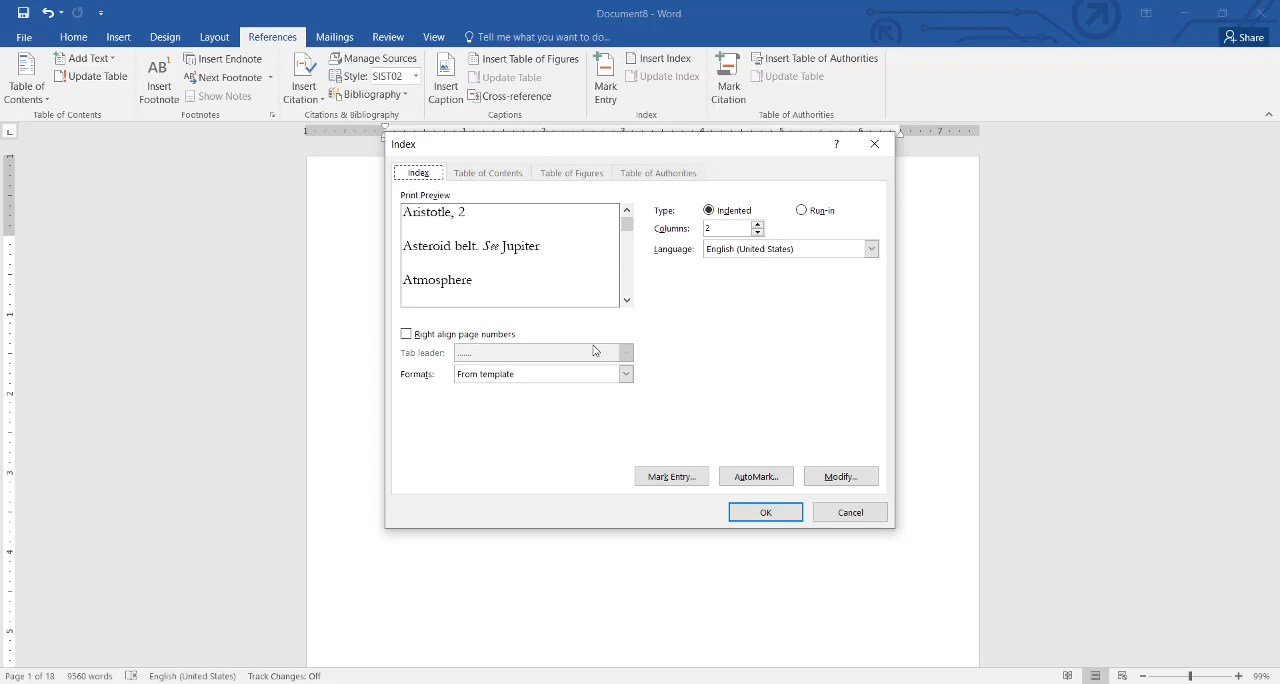 Document8 - Word
File Home Insert Design Layout References Mailings Review View Tell me what you want to do... Share
Table of Contents
Add Text
Update Table
Table of Contents
AB1
Insert Footnote
Insert Endnote
Next Footnote
Show Notes
Footnotes
Insert Citation
Manage Sources
Style: SIST02
Bibliography
Citations & Bibliography
Insert Caption
Insert Table of Figures
Update Table
Cross-reference
Captions
Mark Entry
Insert Index
Update Index
Index
Mark Citation
Insert Table of Authorities
Update Table
Table of Authorities
Index ?
Index Table of Contents Table of Figures Table of Authorities
Print Preview
Aristotle, 2
Asteroid belt. See Jupiter
Atmosphere
Type: Indented Run-in
Columns: 2
Language: English (United States)
Right align page numbers
Tab leader: .......
Formats: From template
Mark Entry... AutoMark... Modify...
OK Cancel
Page 1 of 18 9560 words English (United States) Track Changes: Off 99%